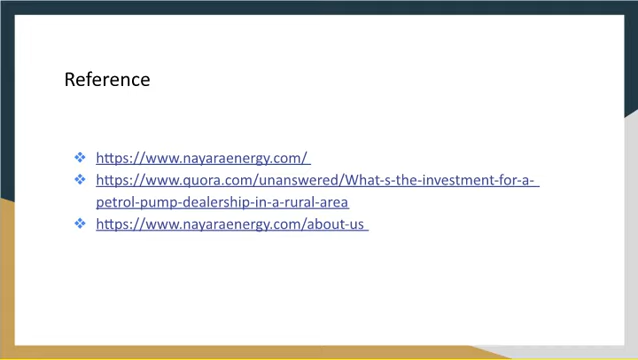 Reference
https://www.nayaraenergy.com/
https://www.quora.com/unanswered/What-s-the-investment-for-a-
petrol-pump-dealership-in-a-rural-area
https://www.nayaraenergy.com/about-us